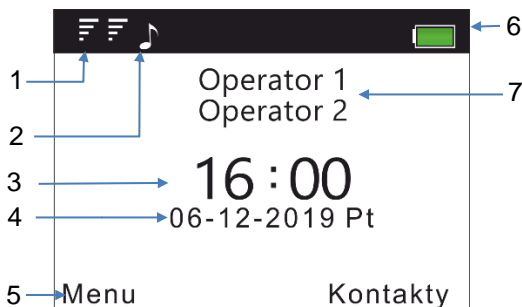 6
1
2
Operator 1
Operator 2
7
3
16:00
4
06-12-2019 Pt
5
Menu Kontakty